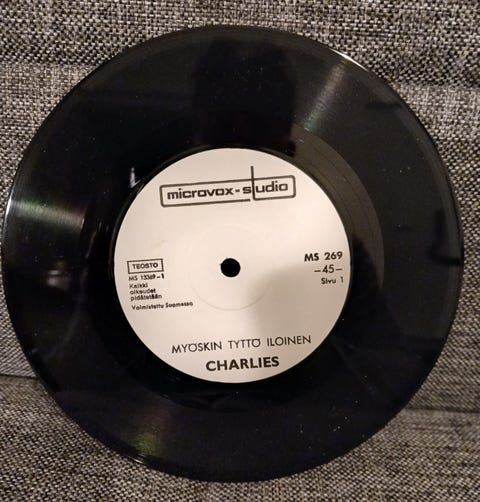 microvox-studio
TEOSTO
MS 13369-1
Kaikki
oikeudet
pidätetään
Valmistettu Suomessa
MS 269
-45-
Sivu 1
MYÖSKIN TYTTÖ ILOINEN
CHARLIES